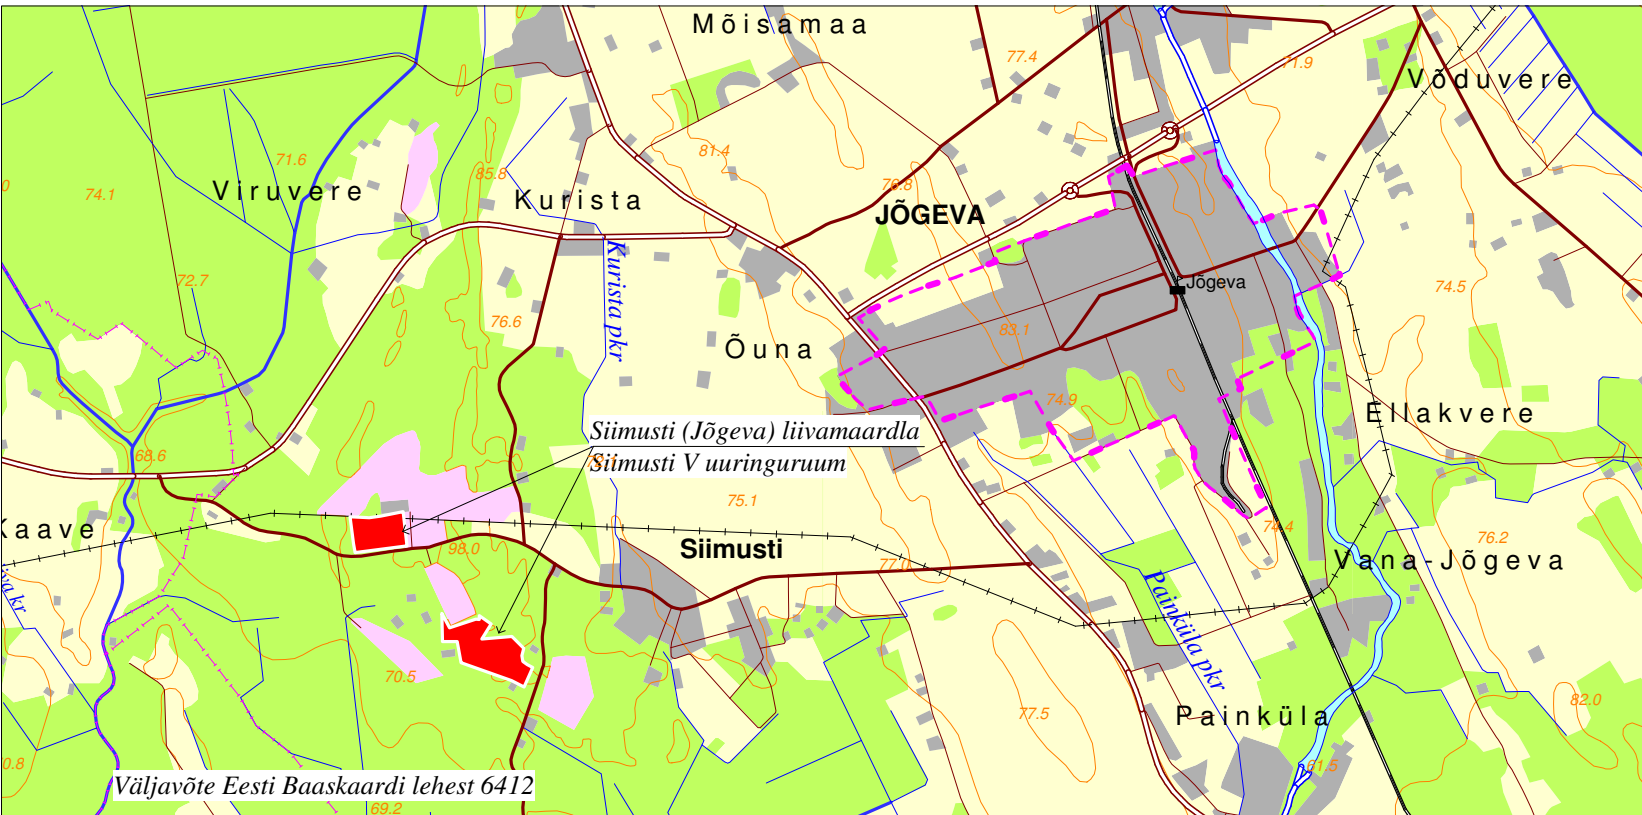 Mõisamaa
77.4
71.9
Võduvere
71.6
81.4
85.8
76.8
74.1
Viruvere
Kurista
JÕGEVA
0
72.7
Kurista pkr
Jõgeva
74.5
76.6
83.1
Õuna
74.9
Ellakvere
Siimusti (Jõgeva) liivamaardla
Siimusti V uuringuruum
68.6
75.1
74.4
76.2
Kaave
98.0
Siimusti
77.0
Vana-Jõgeva
Painküla pkr
70.5
77.5
82.0
Painküla
0.8
61.5
Väljavõte Eesti Baaskaardi lehest 6412
69.2